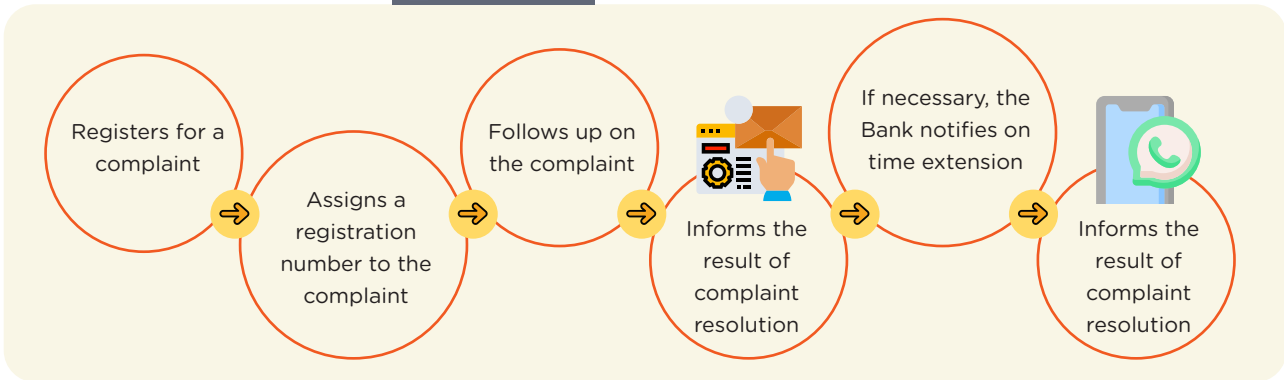 Registers for a
complaint
Assigns a
registration
number to the
complaint
Follows up on
the complaint
Informs the
result of
complaint
resolution
If necessary, the
Bank notifies on
time extension
Informs the
result of
complaint
resolution